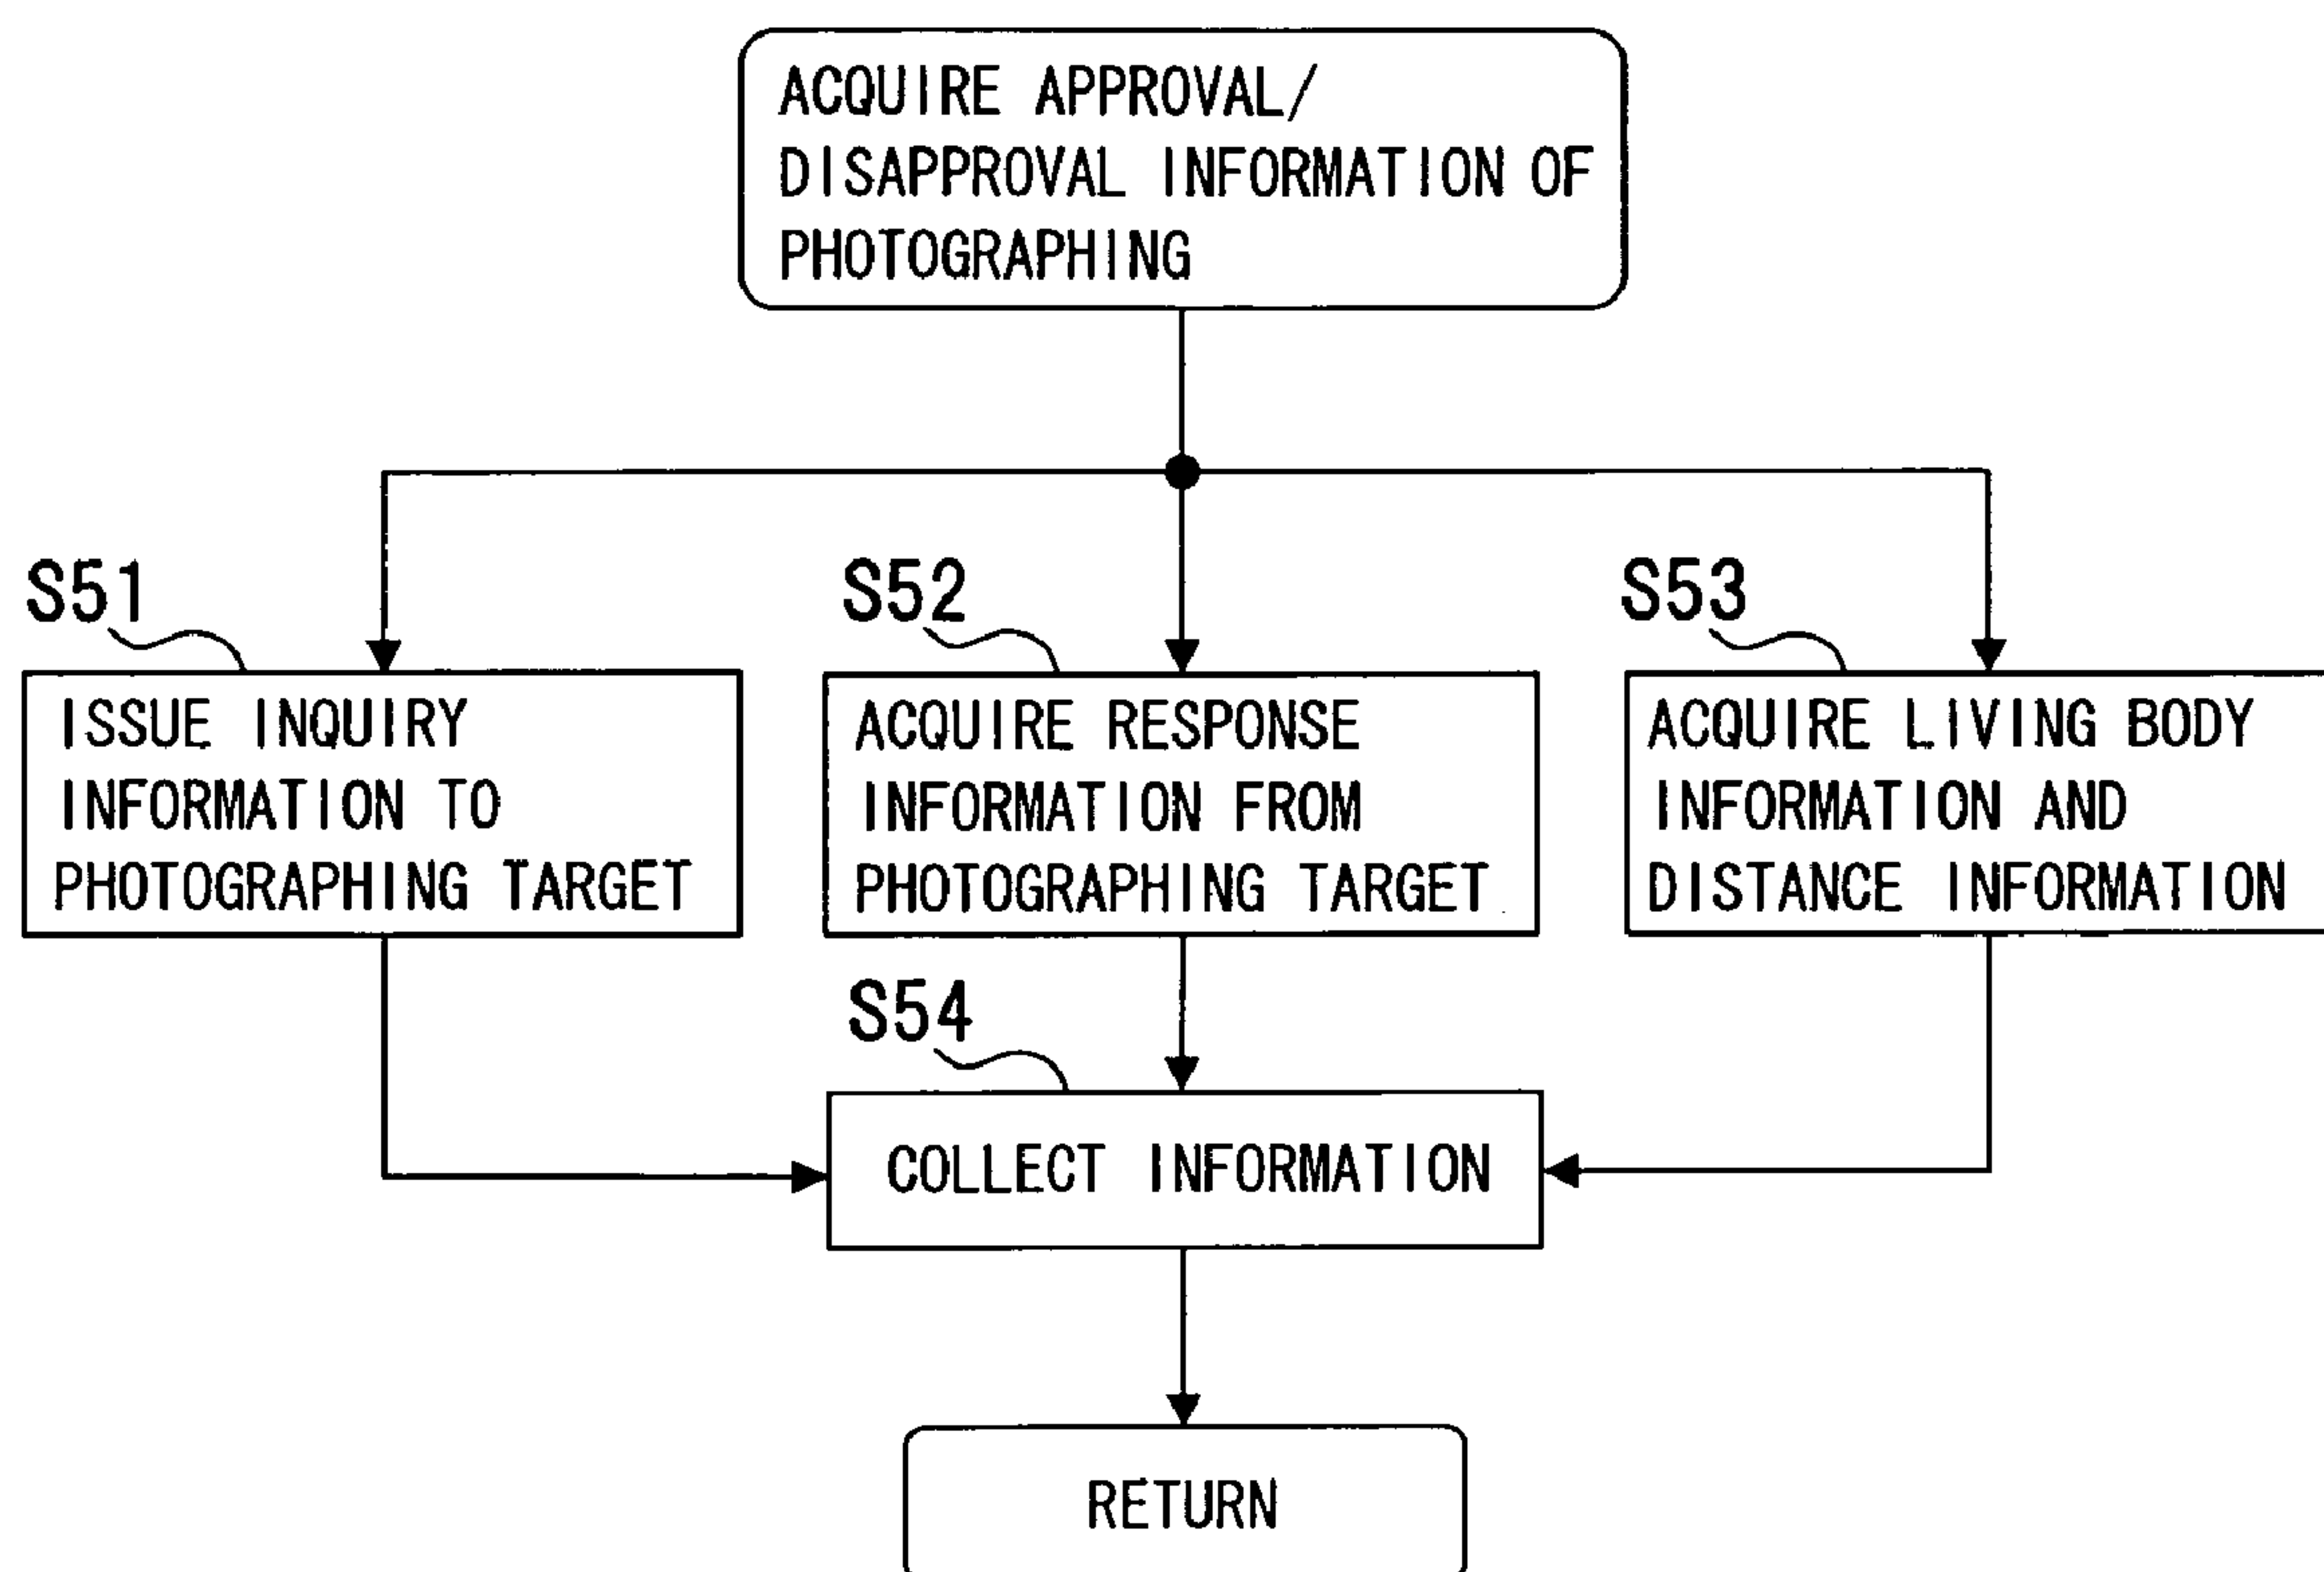 ACQUIRE APPROVAL/
DISAPPROVAL INFORMATION OF
PHOTOGRAPHING
S51
ISSUE INQUIRY
INFORMATION TO
PHOTOGRAPHING TARGET
S52
ACQUIRE RESPONSE
INFORMATION FROM
PHOTOGRAPHING TARGET
S53
ACQUIRE LIVING BODY
INFORMATION AND
DISTANCE INFORMATION
S54
COLLECT INFORMATION
RETURN